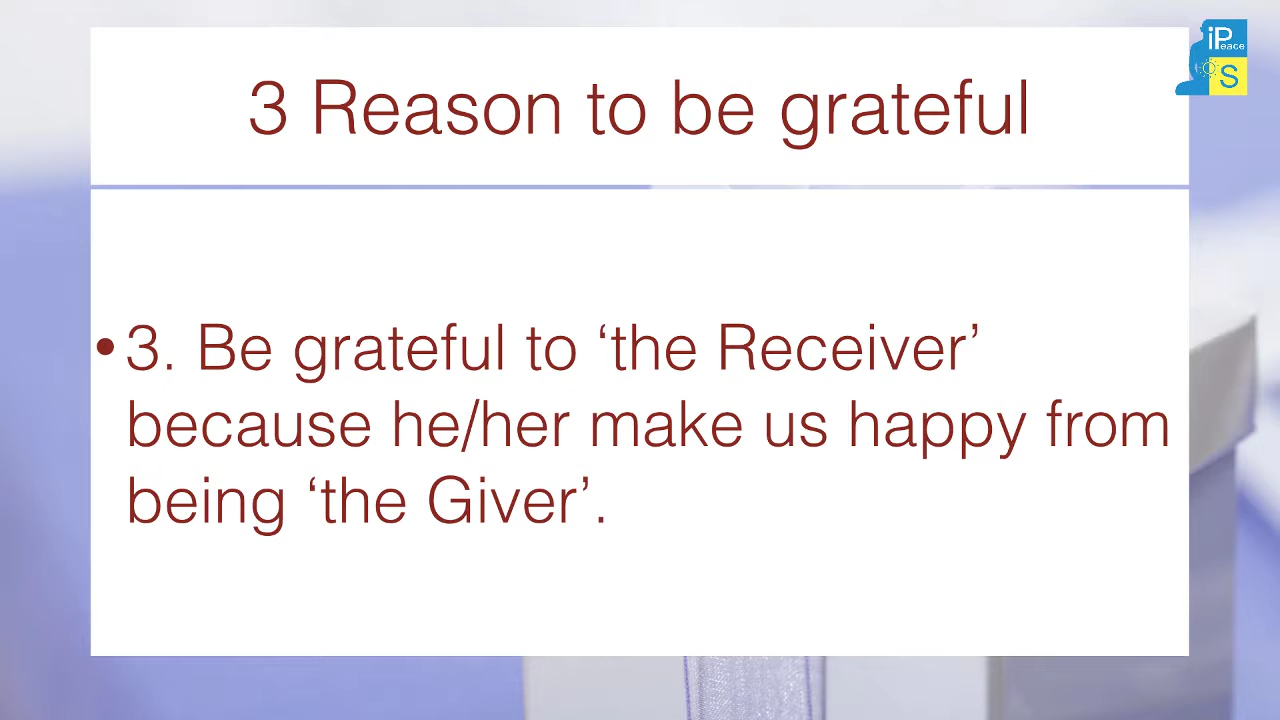 iPeace
S
3 Reason to be grateful
• 3. Be grateful to ‘the Receiver’
because he/her make us happy from
being ‘the Giver’.